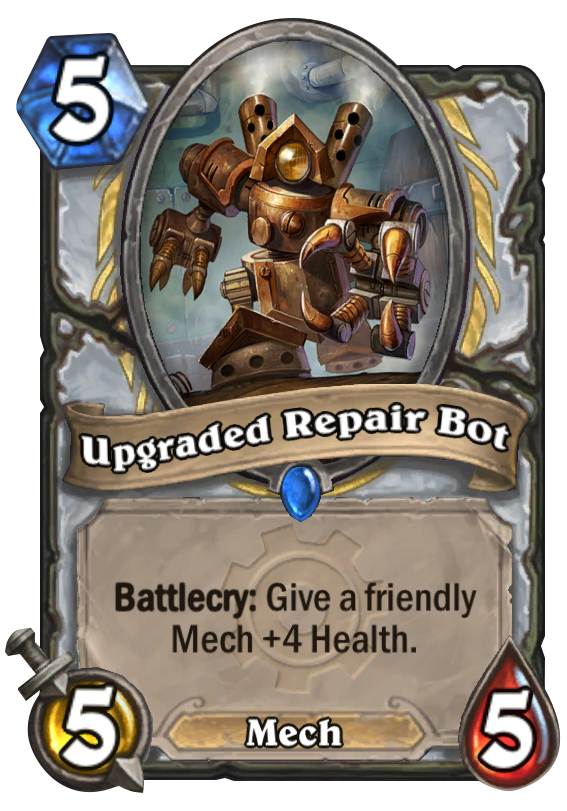 5
Upgraded Repair Bot
Battlecry: Give a friendly
Mech +4 Health.
5
Mech
5